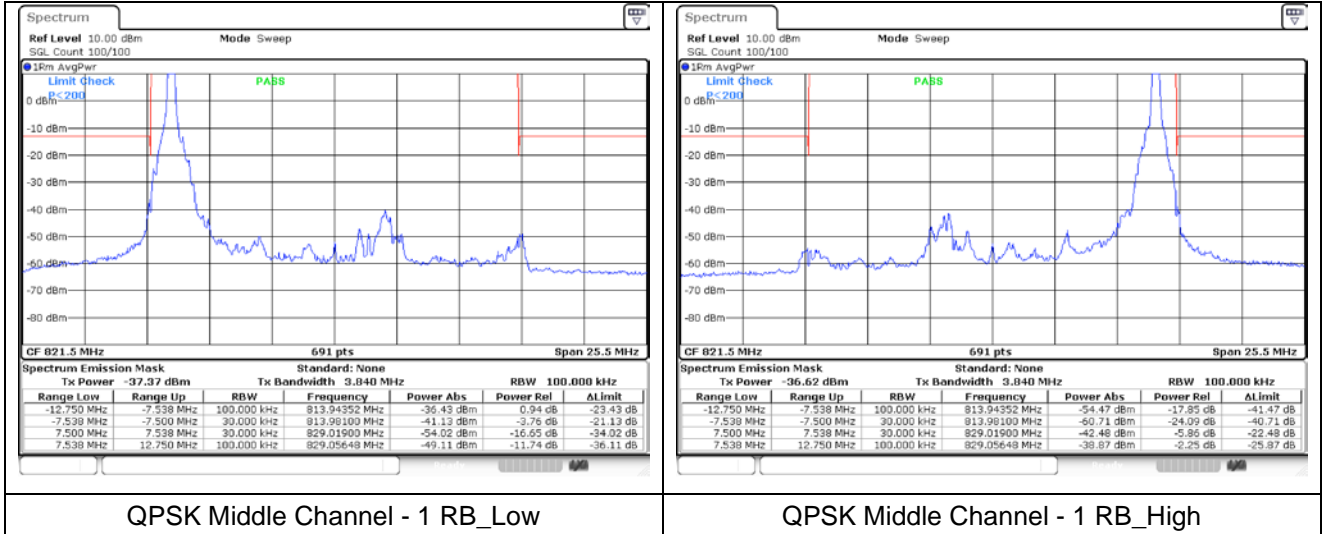 Spectrum
Ref Level 10.00 dBm Mode Sweep
SGL Count 100/100
1Rm AvgPwr
Limit Check PASS
P<200
0 dBm
-10 dBm
-20 dBm
-30 dBm
-40 dBm
-50 dBm
-60 dBm
-70 dBm
-80 dBm
CF 821.5 MHz 691 pts Span 25.5 MHz
Spectrum Emission Mask Standard: None
Tx Power -37.37 dBm Tx Bandwidth 3.840 MHz RBW 100.000 kHz
Range Low Range Up RBW Frequency Power Abs Power Rel ΔLimit
-12.750 MHz -7.538 MHz 100.000 kHz 813.94352 MHz -36.43 dBm 0.94 dB -23.43 dB
-7.538 MHz -7.500 MHz 30.000 kHz 813.98100 MHz -41.13 dBm -3.76 dB -21.13 dB
7.500 MHz 7.538 MHz 30.000 kHz 829.01900 MHz -54.02 dBm -16.65 dB -34.02 dB
7.538 MHz 12.750 MHz 100.000 kHz 829.05648 MHz -49.11 dBm -11.74 dB -36.11 dB
Ready
QPSK Middle Channel - 1 RB_Low
Spectrum
Ref Level 10.00 dBm Mode Sweep
SGL Count 100/100
1Rm AvgPwr
Limit Check PASS
P<200
0 dBm
-10 dBm
-20 dBm
-30 dBm
-40 dBm
-50 dBm
-60 dBm
-70 dBm
-80 dBm
CF 821.5 MHz 691 pts Span 25.5 MHz
Spectrum Emission Mask Standard: None
Tx Power -36.62 dBm Tx Bandwidth 3.840 MHz RBW 100.000 kHz
Range Low Range Up RBW Frequency Power Abs Power Rel ΔLimit
-12.750 MHz -7.538 MHz 100.000 kHz 813.94352 MHz -54.47 dBm -17.85 dB -41.47 dB
-7.538 MHz -7.500 MHz 30.000 kHz 813.98100 MHz -60.71 dBm -24.09 dB -40.71 dB
7.500 MHz 7.538 MHz 30.000 kHz 829.01900 MHz -42.48 dBm -5.86 dB -22.48 dB
7.538 MHz 12.750 MHz 100.000 kHz 829.05648 MHz -38.87 dBm -2.25 dB -25.87 dB
Ready
QPSK Middle Channel - 1 RB_High